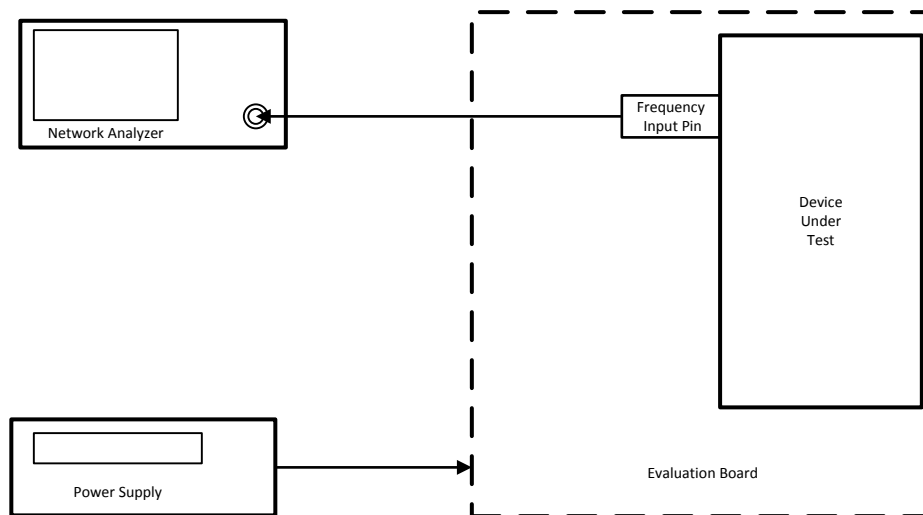 Network Analyzer
Frequency
Input Pin
Device
Under
Test
Power Supply
Evaluation Board